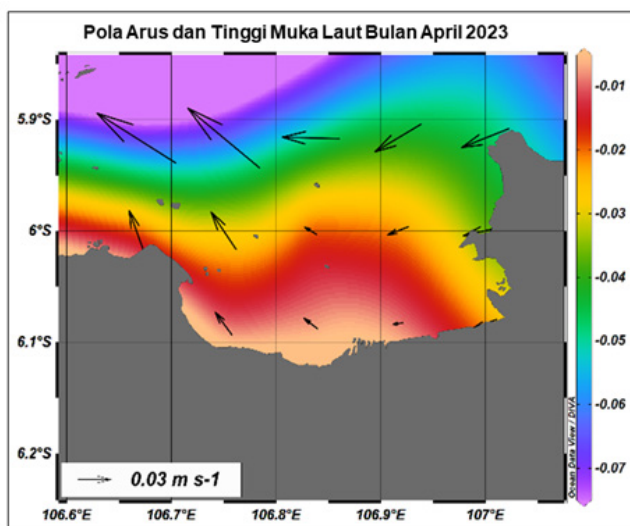 Pola Arus dan Tinggi Muka Laut Bulan April 2023
5.9°S
6°S
6.1°S
6.2°S
106.6°E
106.7°E
106.8°E
106.9°E
107°E
0.03 m s-1
-0.01
-0.02
-0.03
-0.04
-0.05
-0.06
-0.07
Ocean Data View / DIVA